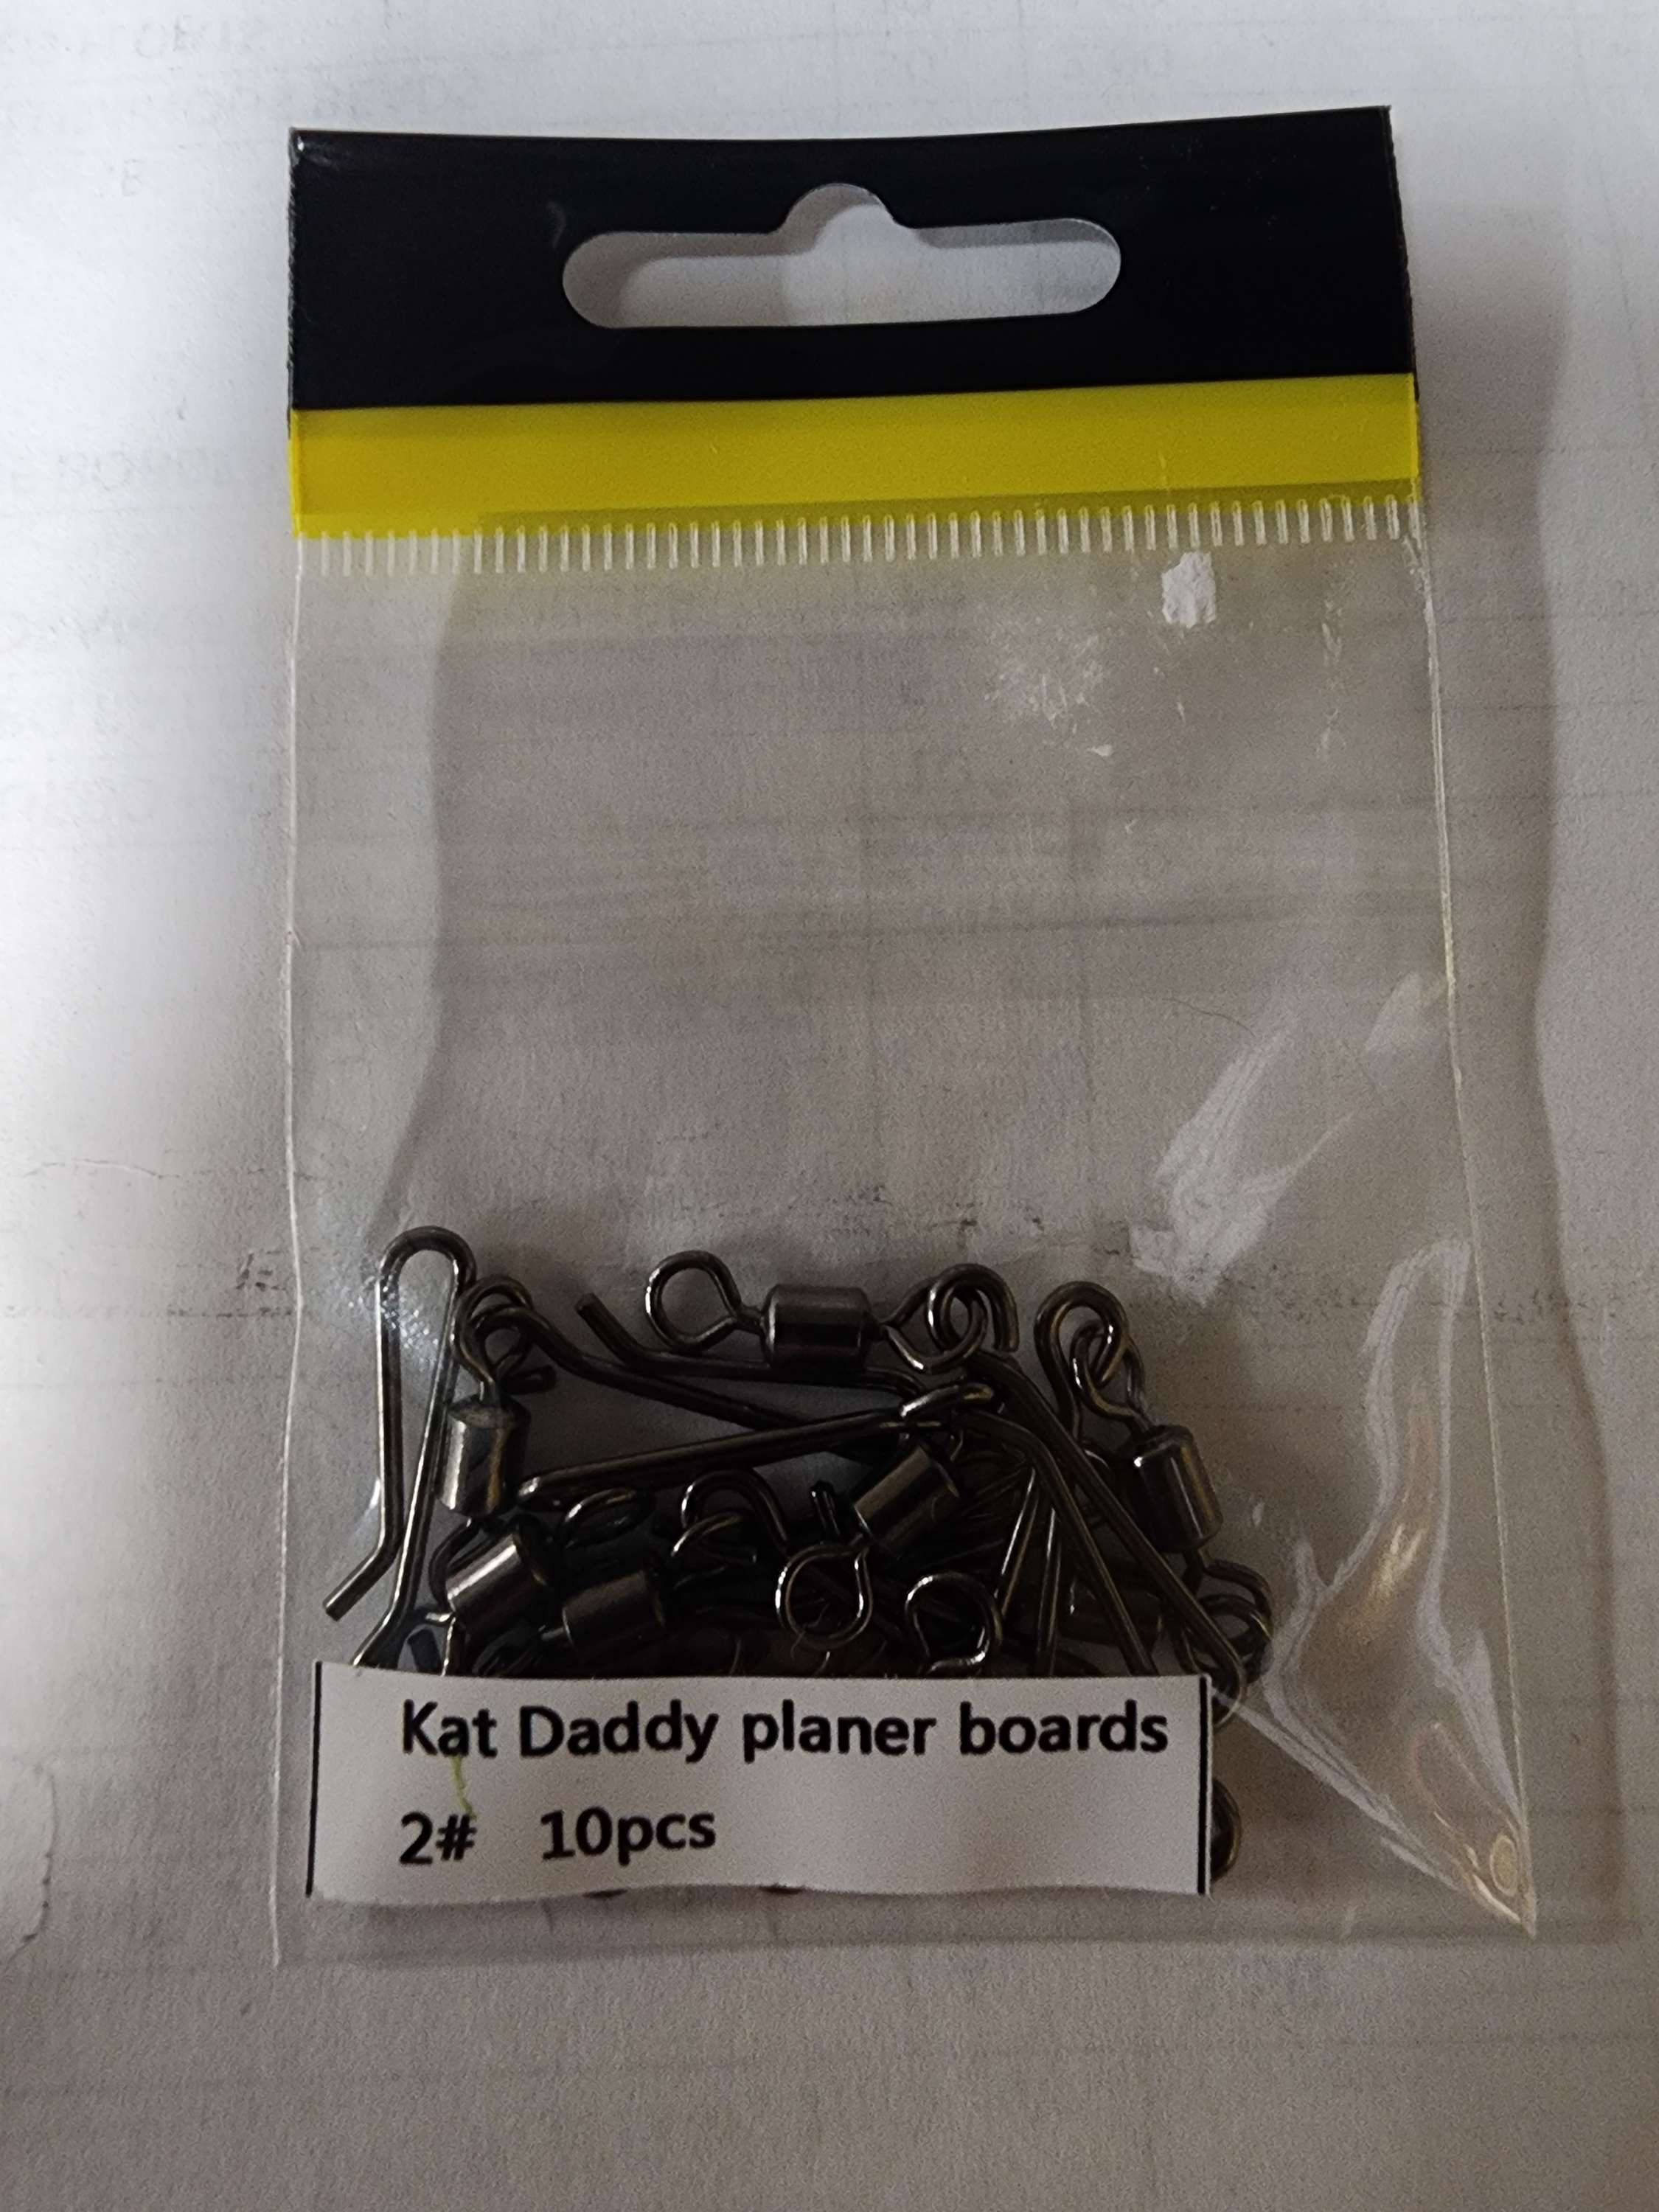 Kat Daddy planer boards
2# 10pcs